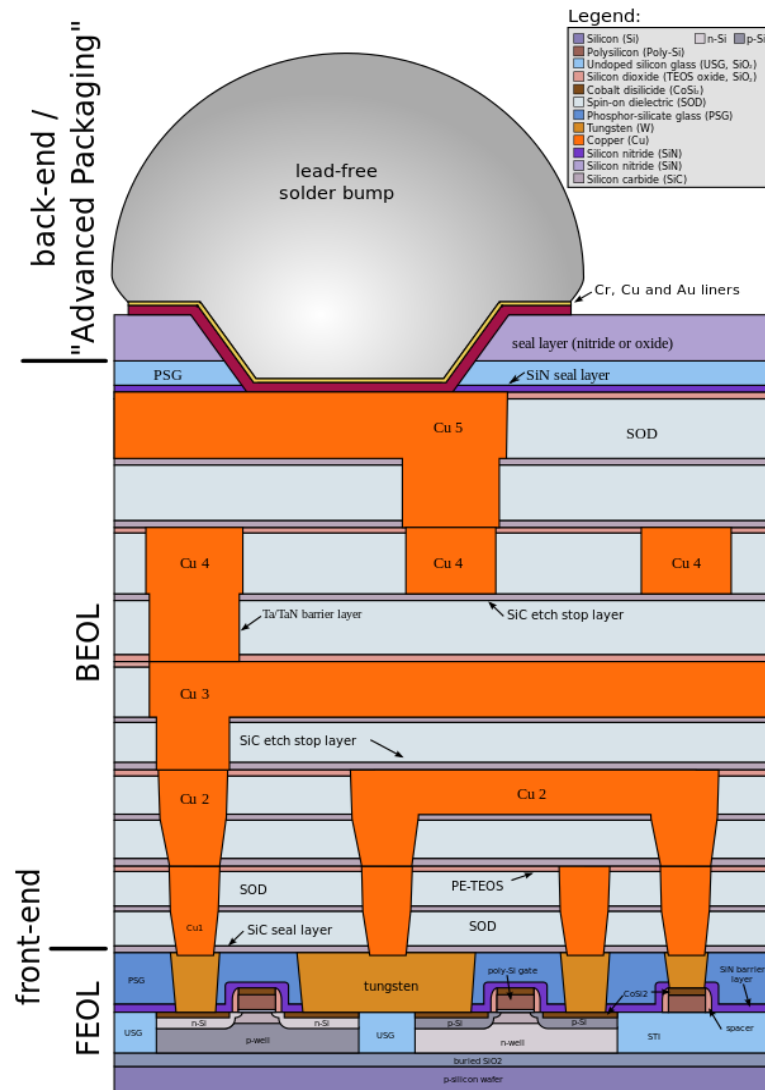 Legend:
Silicon (Si)
n-Si
p-Si
Polysilicon (Poly-Si)
Undoped silicon glass (USG, SiO₂)
Silicon dioxide (TEOS oxide, SiO₂)
Cobalt disilicide (CoSi₂)
Spin-on dielectric (SOD)
Phosphor-silicate glass (PSG)
Tungsten (W)
Copper (Cu)
Silicon nitride (SiN)
Silicon nitride (SiN)
Silicon carbide (SiC)
back-end /
"Advanced Packaging"
lead-free
solder bump
Cr, Cu and Au liners
seal layer (nitride or oxide)
PSG
SiN seal layer
Cu 5
SOD
BEOL
Cu 4
Cu 4
Cu 4
Ta/TaN barrier layer
SiC etch stop layer
Cu 3
SiC etch stop layer
Cu 2
Cu 2
front-end
SOD
PE-TEOS
Cu1
SiC seal layer
SOD
FEOL
PSG
tungsten
poly-Si gate
CoSi2
SiN barrier
layer
spacer
USG
n-Si
n-Si
p-well
USG
p-Si
p-Si
n-well
STI
buried SiO2
p-silicon wafer